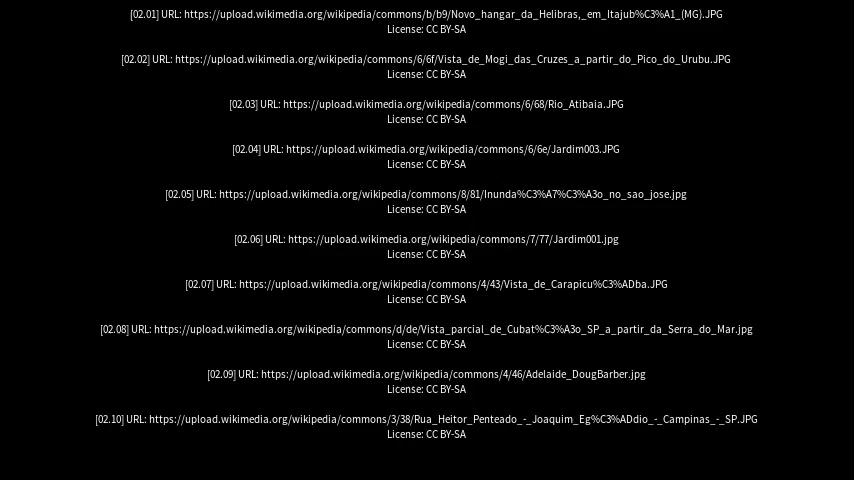 [02.01] URL: https://upload.wikimedia.org/wikipedia/commons/b/b9/Novo_hangar_da_Helibras,_em_Itajub%C3%A1_(MG).JPG
License: CC BY-SA
[02.02] URL: https://upload.wikimedia.org/wikipedia/commons/6/6f/Vista_de_Mogi_das_Cruzes_a_partir_do_Pico_do_Urubu.JPG
License: CC BY-SA
[02.03] URL: https://upload.wikimedia.org/wikipedia/commons/6/68/Rio_Atibaia.JPG
License: CC BY-SA
[02.04] URL: https://upload.wikimedia.org/wikipedia/commons/6/6e/Jardim003.JPG
License: CC BY-SA
[02.05] URL: https://upload.wikimedia.org/wikipedia/commons/8/81/Inunda%C3%A7%C3%A3o_no_sao_jose.jpg
License: CC BY-SA
[02.06] URL: https://upload.wikimedia.org/wikipedia/commons/7/77/Jardim001.jpg
License: CC BY-SA
[02.07] URL: https://upload.wikimedia.org/wikipedia/commons/4/43/Vista_de_Carapicu%C3%ADba.JPG
License: CC BY-SA
[02.08] URL: https://upload.wikimedia.org/wikipedia/commons/d/de/Vista_parcial_de_Cubat%C3%A3o_SP_a_partir_da_Serra_do_Mar.jpg
License: CC BY-SA
[02.09] URL: https://upload.wikimedia.org/wikipedia/commons/4/46/Adelaide_DougBarber.jpg
License: CC BY-SA
[02.10] URL: https://upload.wikimedia.org/wikipedia/commons/3/38/Rua_Heitor_Penteado_-_Joaquim_Eg%C3%ADdio_-_Campinas_-_SP.JPG
License: CC BY-SA